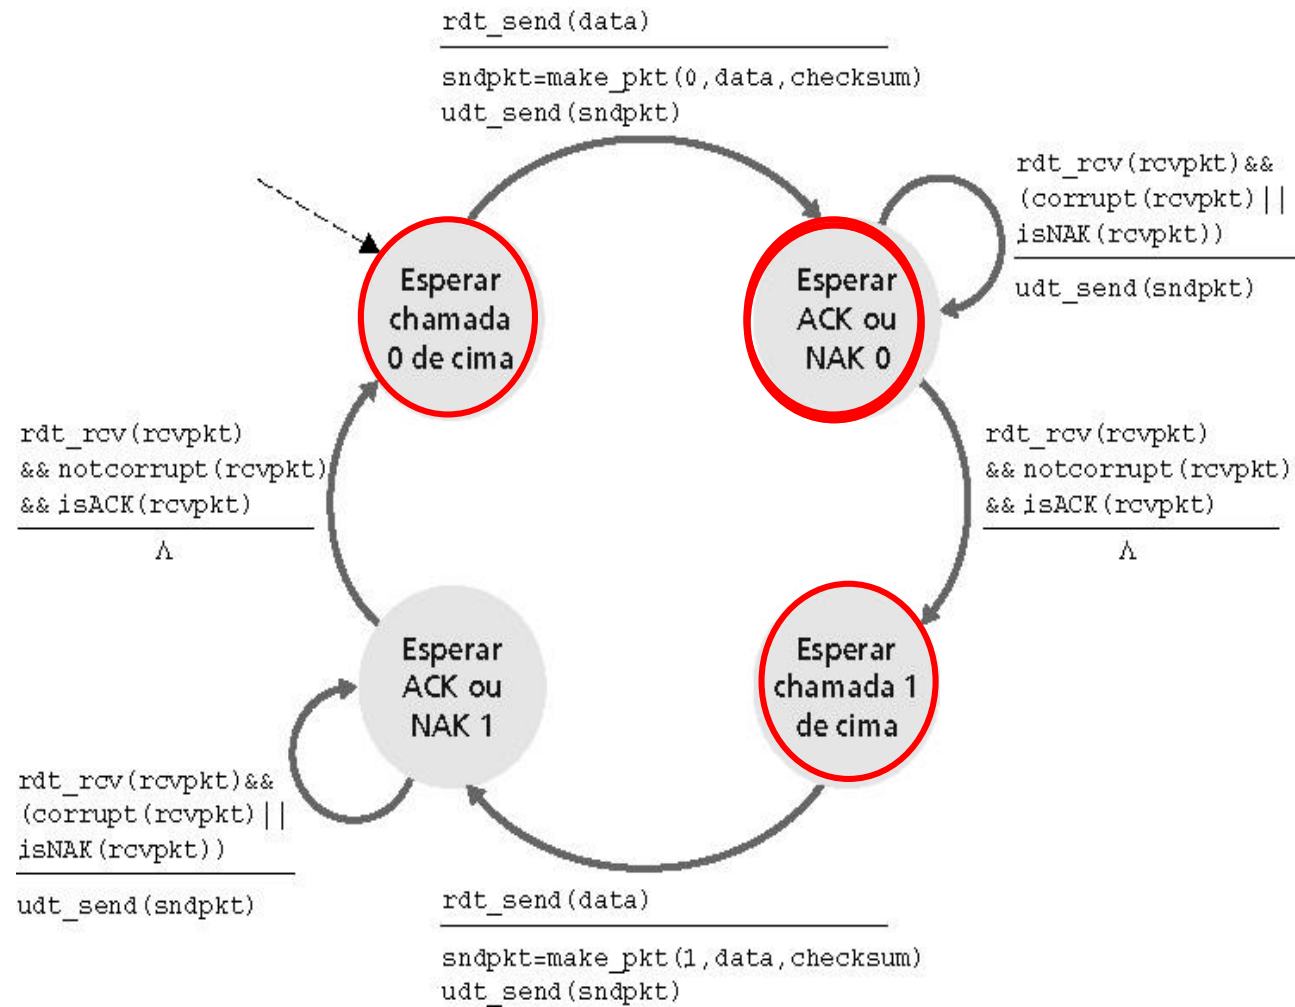 rdt_send(data)
sndpkt=make_pkt(0,data,checksum)
udt_send(sndpkt)
rdt_rcv(rcvpkt)&&
(corrupt(rcvpkt)||
isNAK(rcvpkt))
udt_send(sndpkt)
Esperar
chamada
0 de cima
Esperar
ACK ou
NAK 0
rdt_rcv(rcvpkt)
&& notcorrupt(rcvpkt)
&& isACK(rcvpkt)
Λ
rdt_rcv(rcvpkt)
&& notcorrupt(rcvpkt)
&& isACK(rcvpkt)
Λ
Esperar
ACK ou
NAK 1
Esperar
chamada 1
de cima
rdt_rcv(rcvpkt)&&
(corrupt(rcvpkt)||
isNAK(rcvpkt))
udt_send(sndpkt)
rdt_send(data)
sndpkt=make_pkt(1,data,checksum)
udt_send(sndpkt)